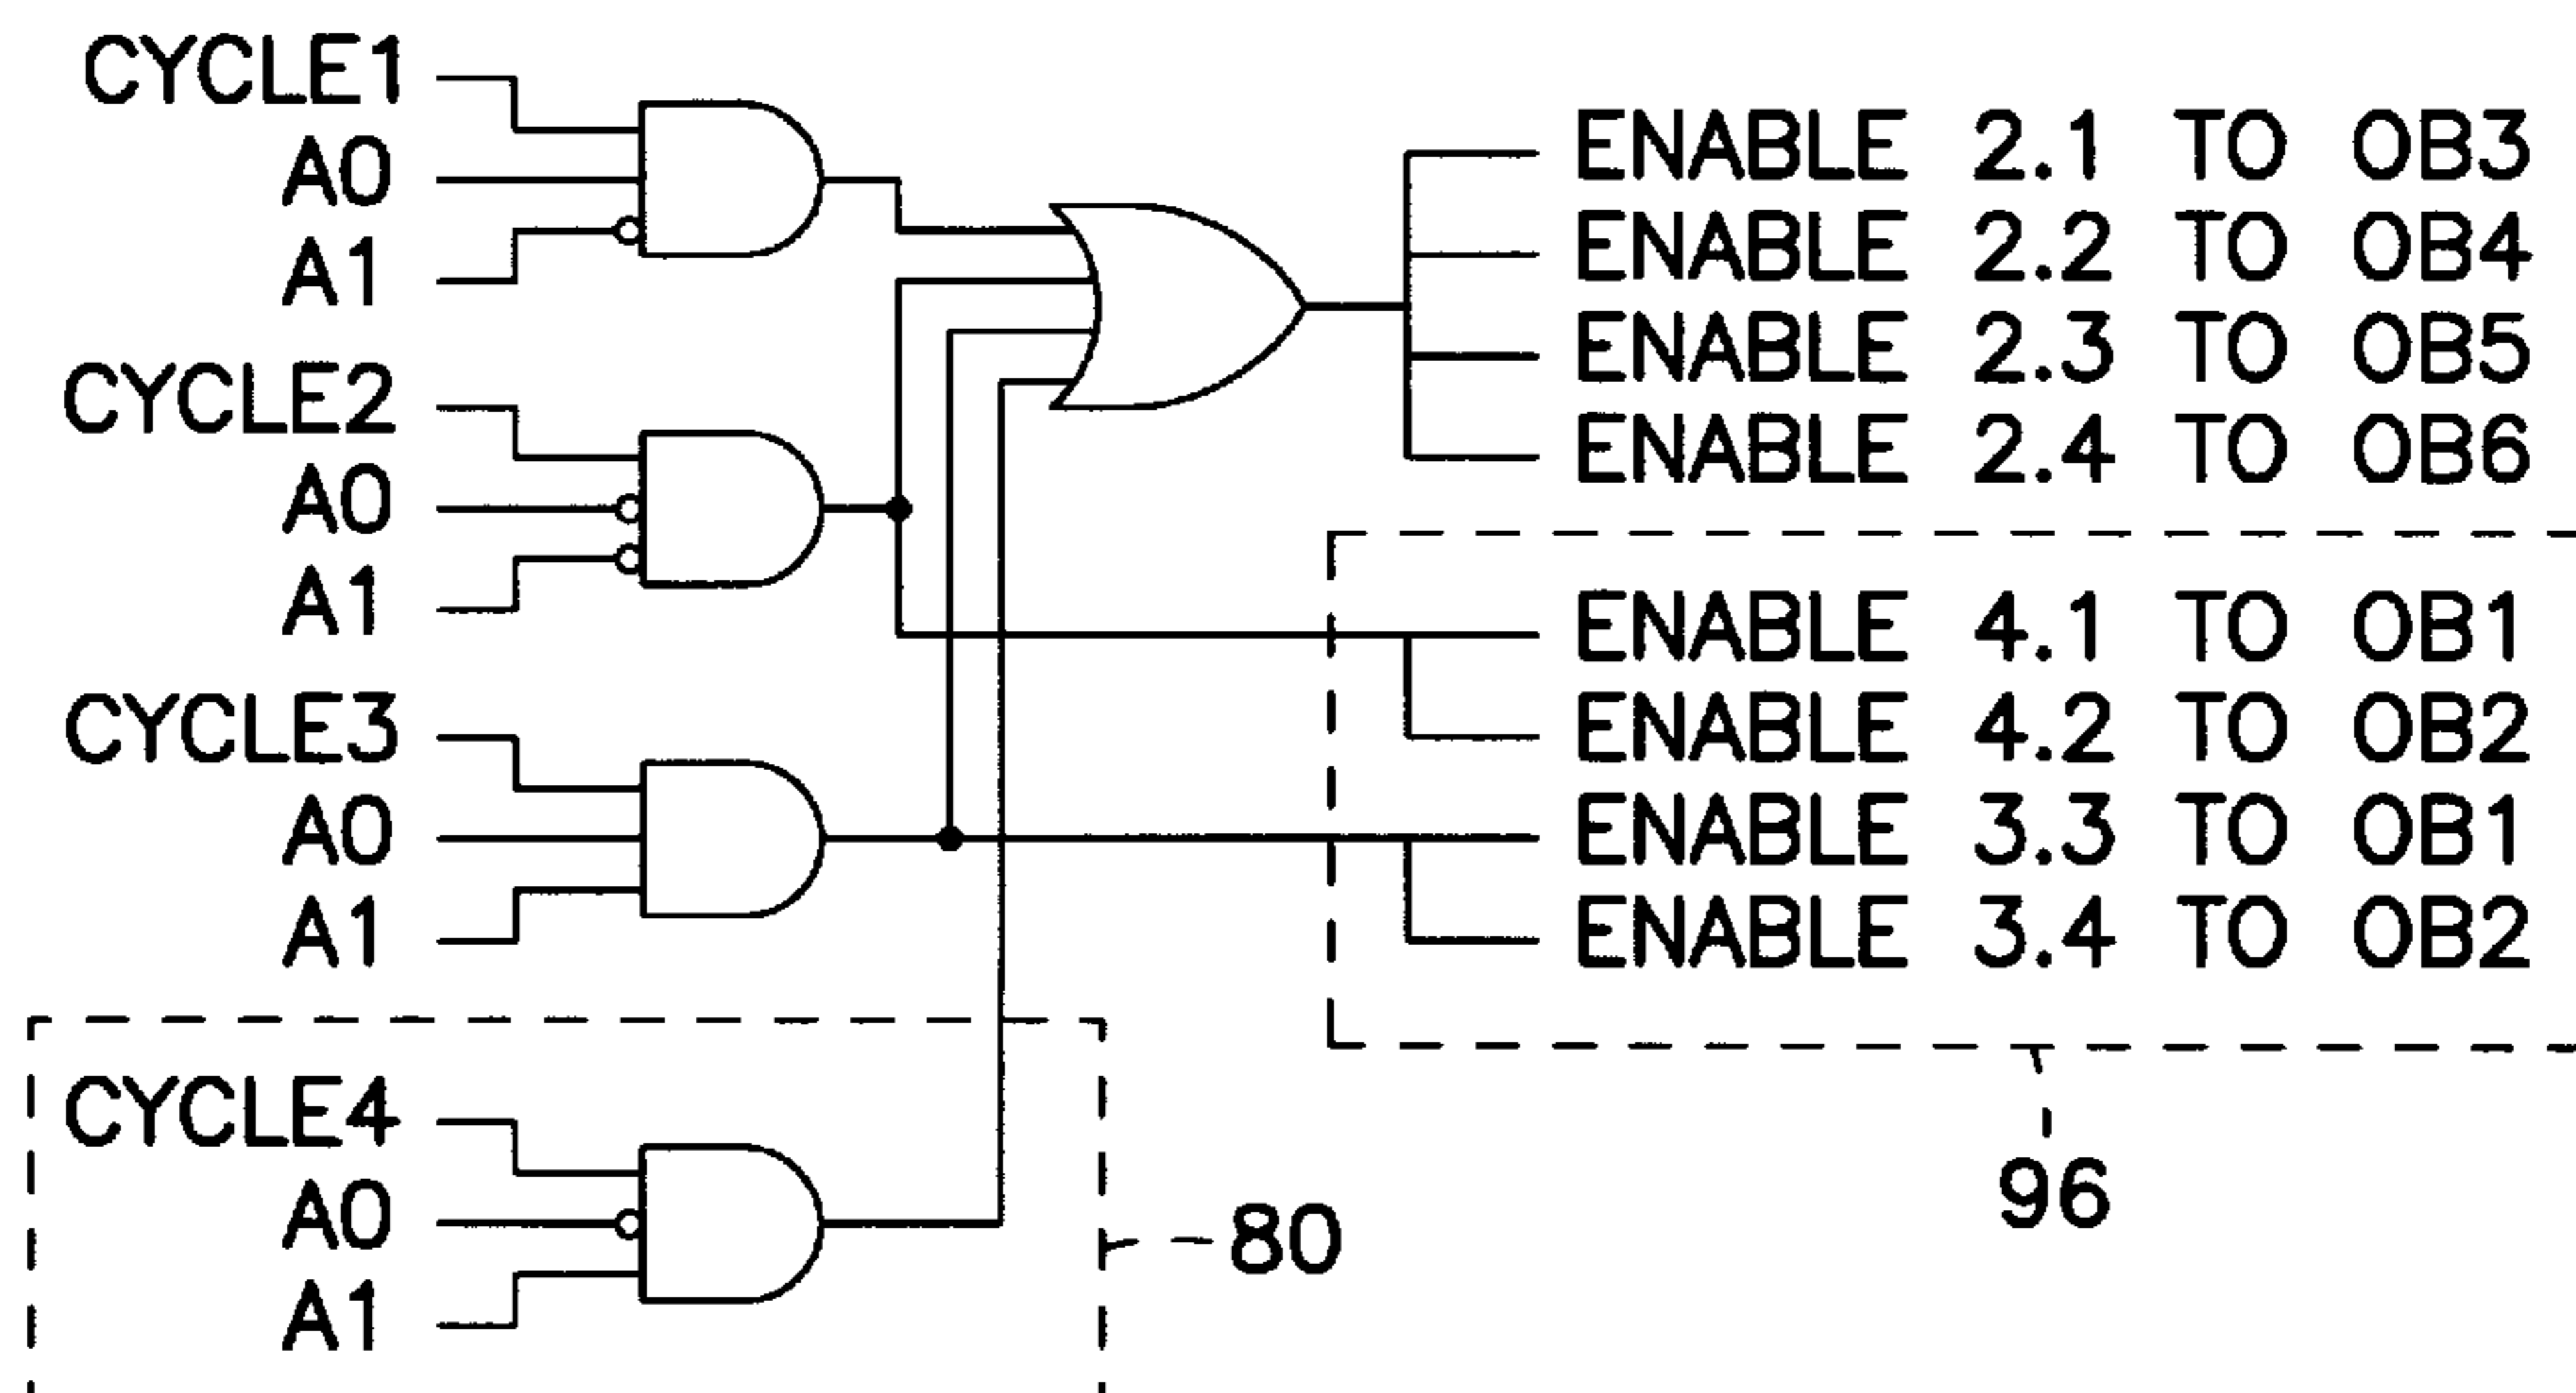 CYCLE1
A0
A1
CYCLE2
A0
A1
CYCLE3
A0
A1
CYCLE4
A0
A1
ENABLE 2.1 TO OB3
ENABLE 2.2 TO OB4
ENABLE 2.3 TO OB5
ENABLE 2.4 TO OB6
ENABLE 4.1 TO OB1
ENABLE 4.2 TO OB2
ENABLE 3.3 TO OB1
ENABLE 3.4 TO OB2
96
80